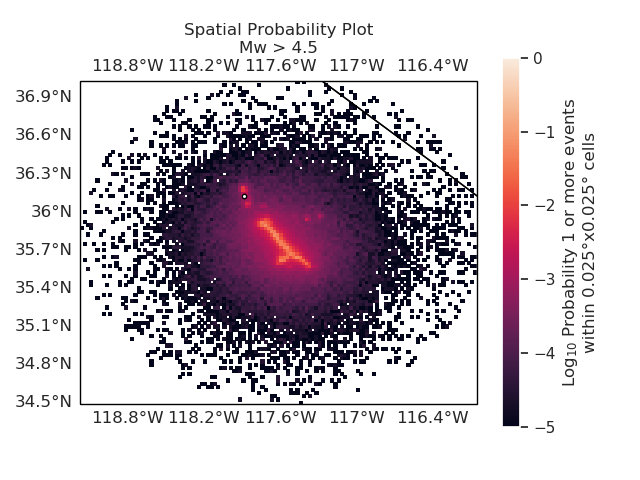 Spatial Probability Plot
Mw > 4.5
118.8°W 118.2°W 117.6°W 117°W 116.4°W
36.9°N
36.6°N
36.3°N
36°N
35.7°N
35.4°N
35.1°N
34.8°N
34.5°N
118.8°W 118.2°W 117.6°W 117°W 116.4°W
0
−1
−2
−3
−4
−5
Log₁₀ Probability 1 or more events
within 0.025°x0.025° cells